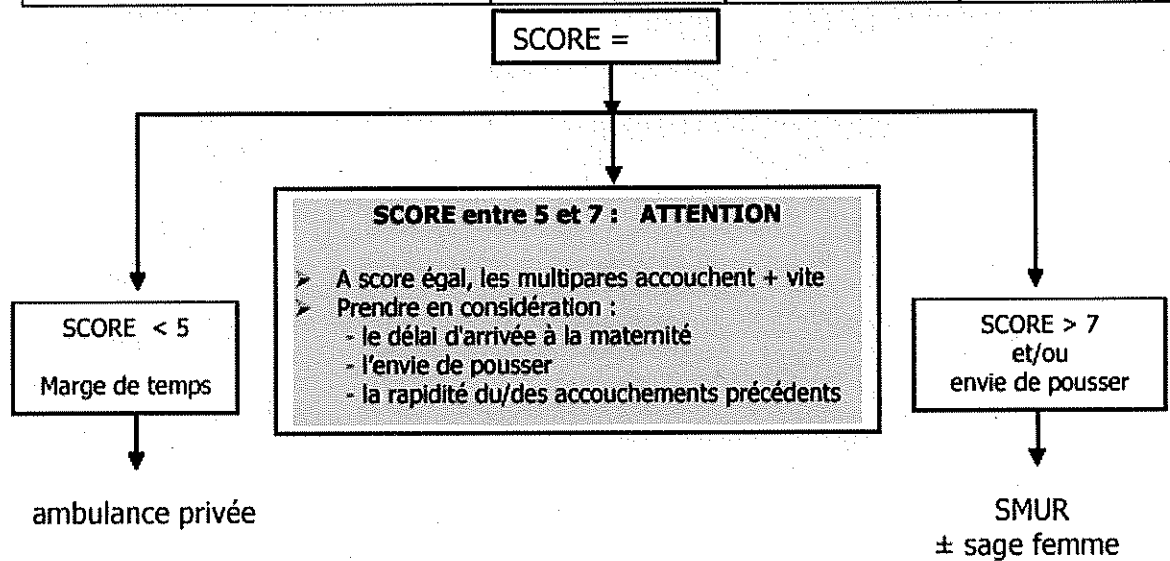 SCORE =
SCORE entre 5 et 7 : ATTENTION
➢ A score égal, les multipares accouchent + vite
➢ Prendre en considération :
- le délai d'arrivée à la maternité
- l'envie de pousser
- la rapidité du/des accouchements précédents
SCORE < 5
Marge de temps
SCORE > 7
et/ou
envie de pousser
ambulance privée
SMUR
± sage femme